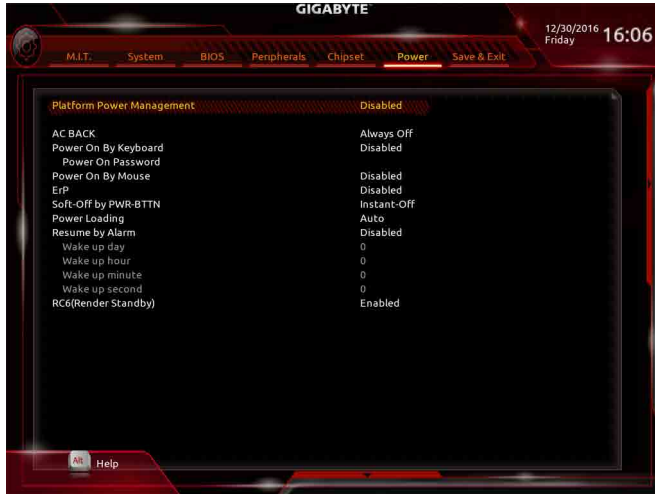 GIGABYTE
12/30/2016 16:06
Friday
M.I.T. System BIOS Peripherals Chipset Power Save & Exit
Platform Power Management Disabled
AC BACK Always Off
Power On By Keyboard Disabled
Power On Password
Power On By Mouse Disabled
ErP Disabled
Soft-Off by PWR-BTTN Instant-Off
Power Loading Auto
Resume by Alarm Disabled
Wake up day 0
Wake up hour 0
Wake up minute 0
Wake up second 0
RC6(Render Standby) Enabled
Alt Help